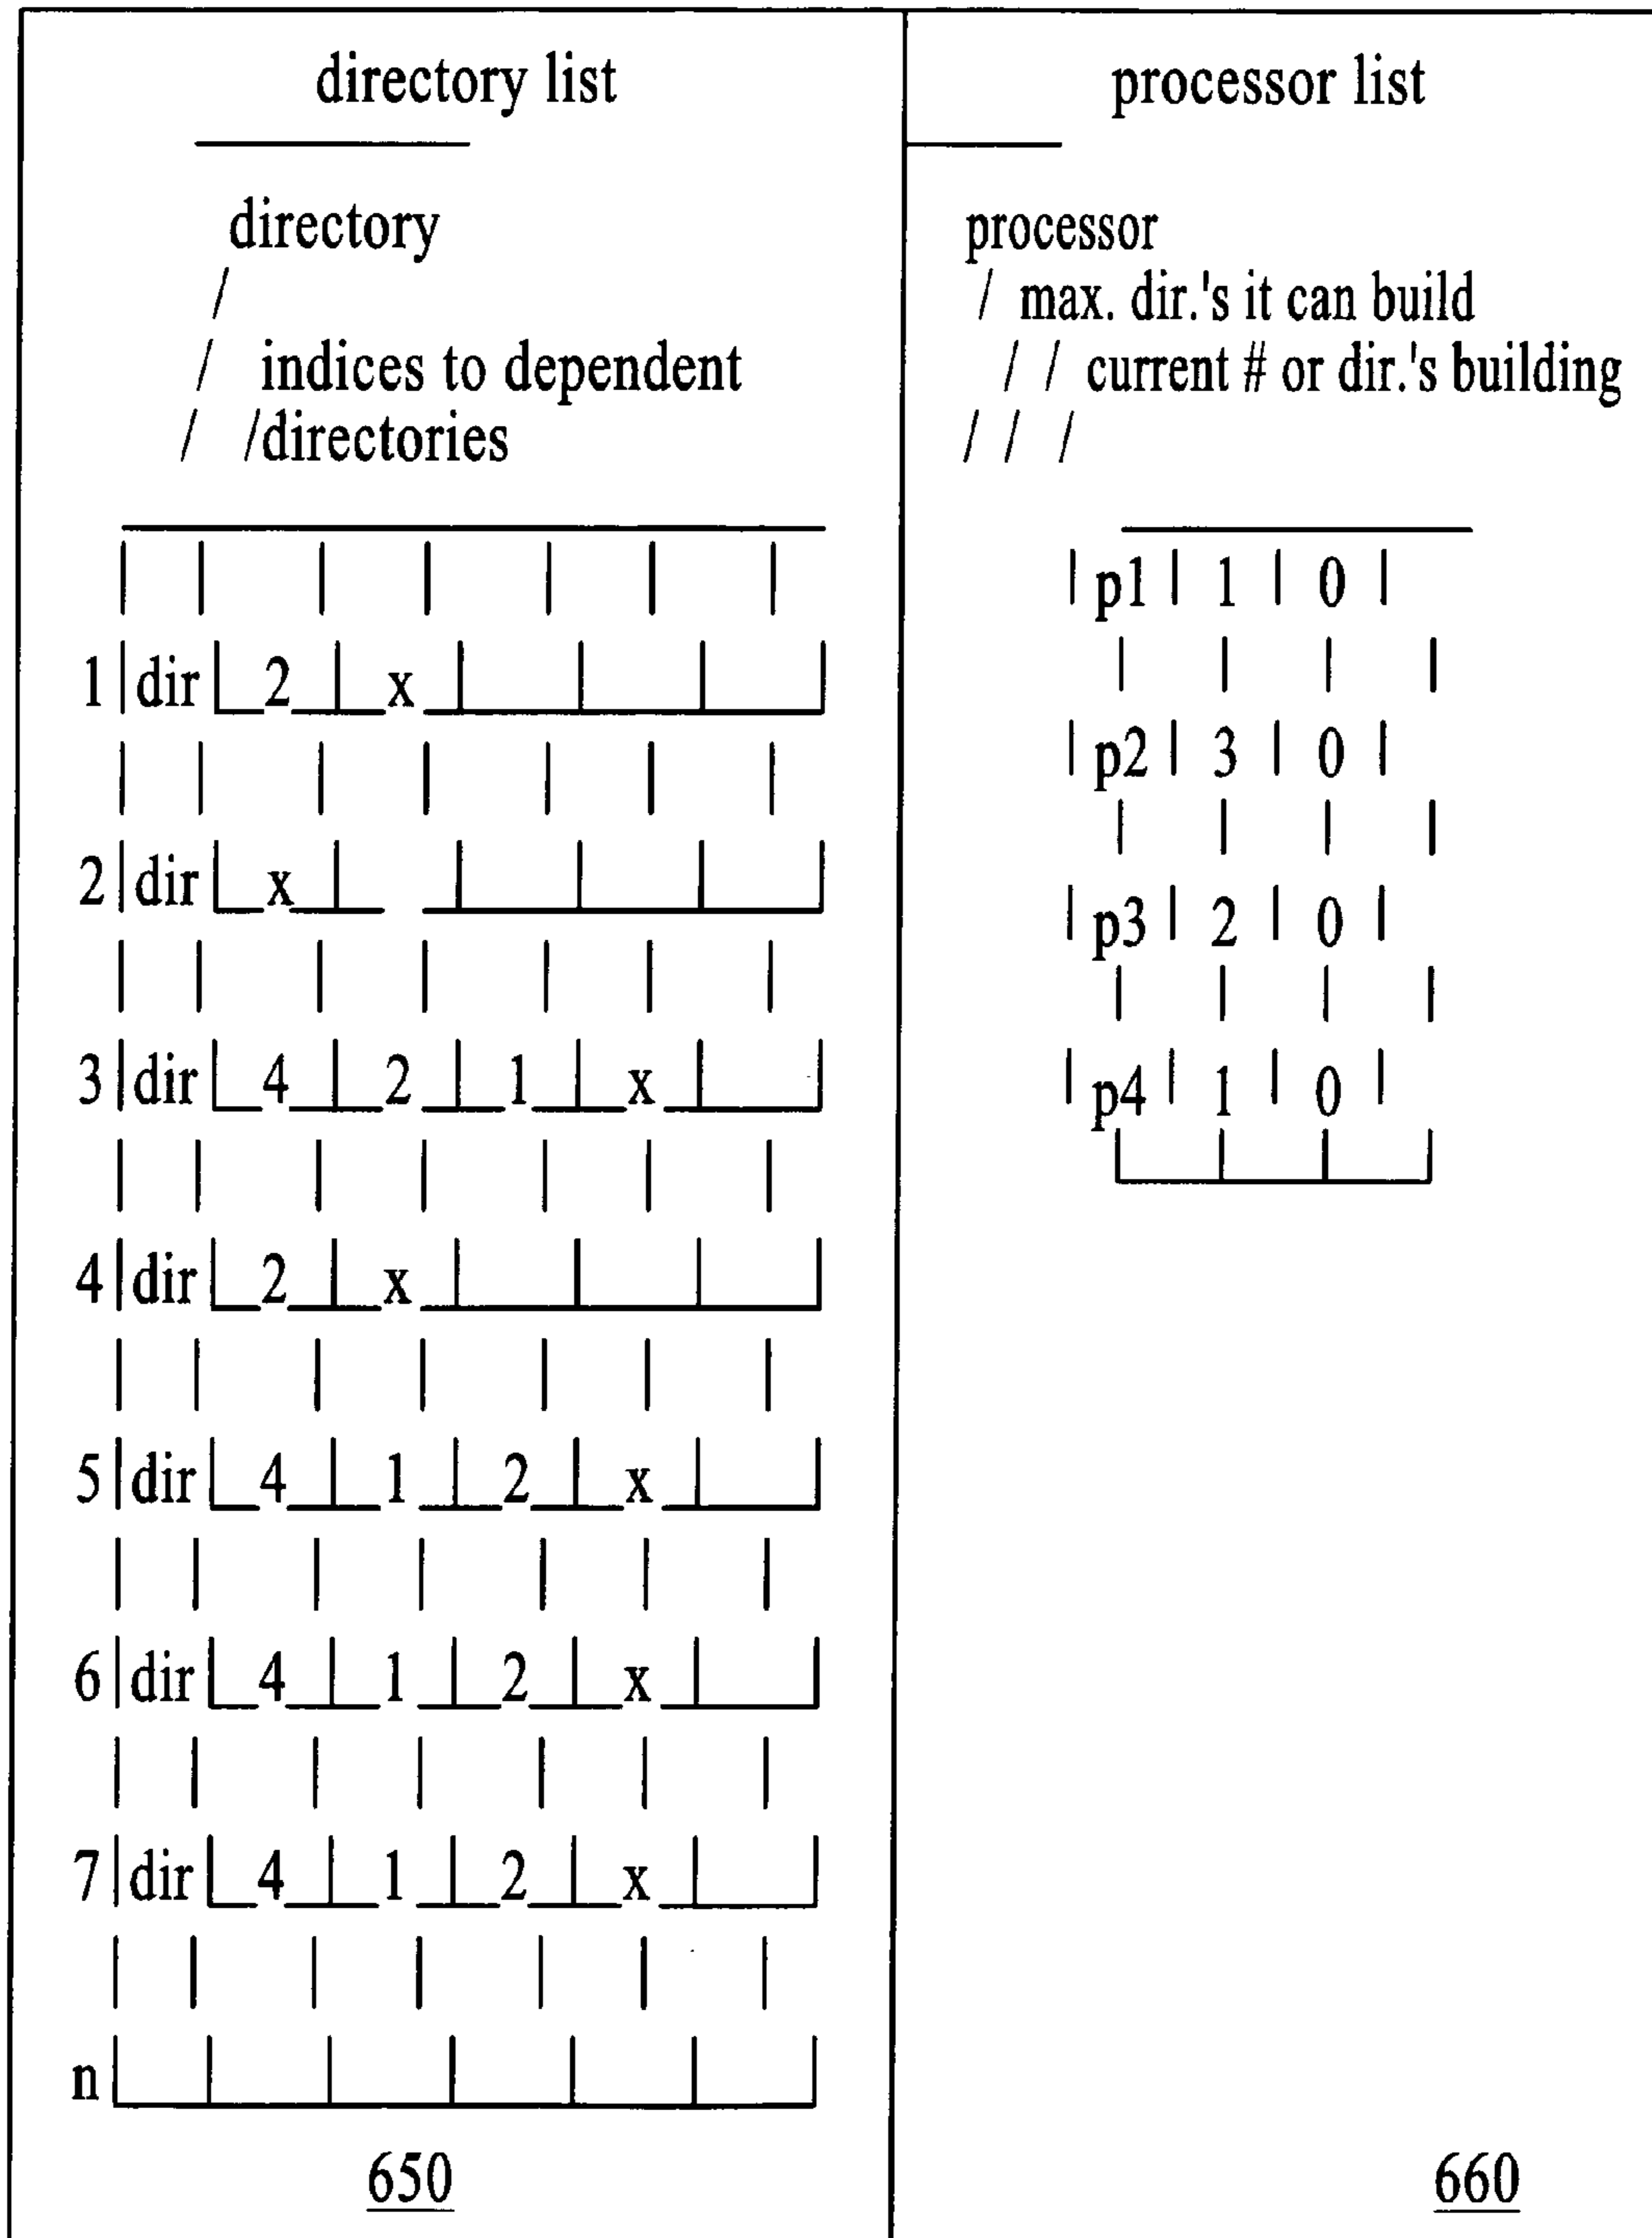 directory list
directory
indices to dependent
directories
1 dir 2 x
2 dir x
3 dir 4 2 1 x
4 dir 2 x
5 dir 4 1 2 x
6 dir 4 1 2 x
7 dir 4 1 2 x
n
650
processor list
processor
max. dir.'s it can build
current # or dir.'s building
p1 1 0
p2 3 0
p3 2 0
p4 1 0
660